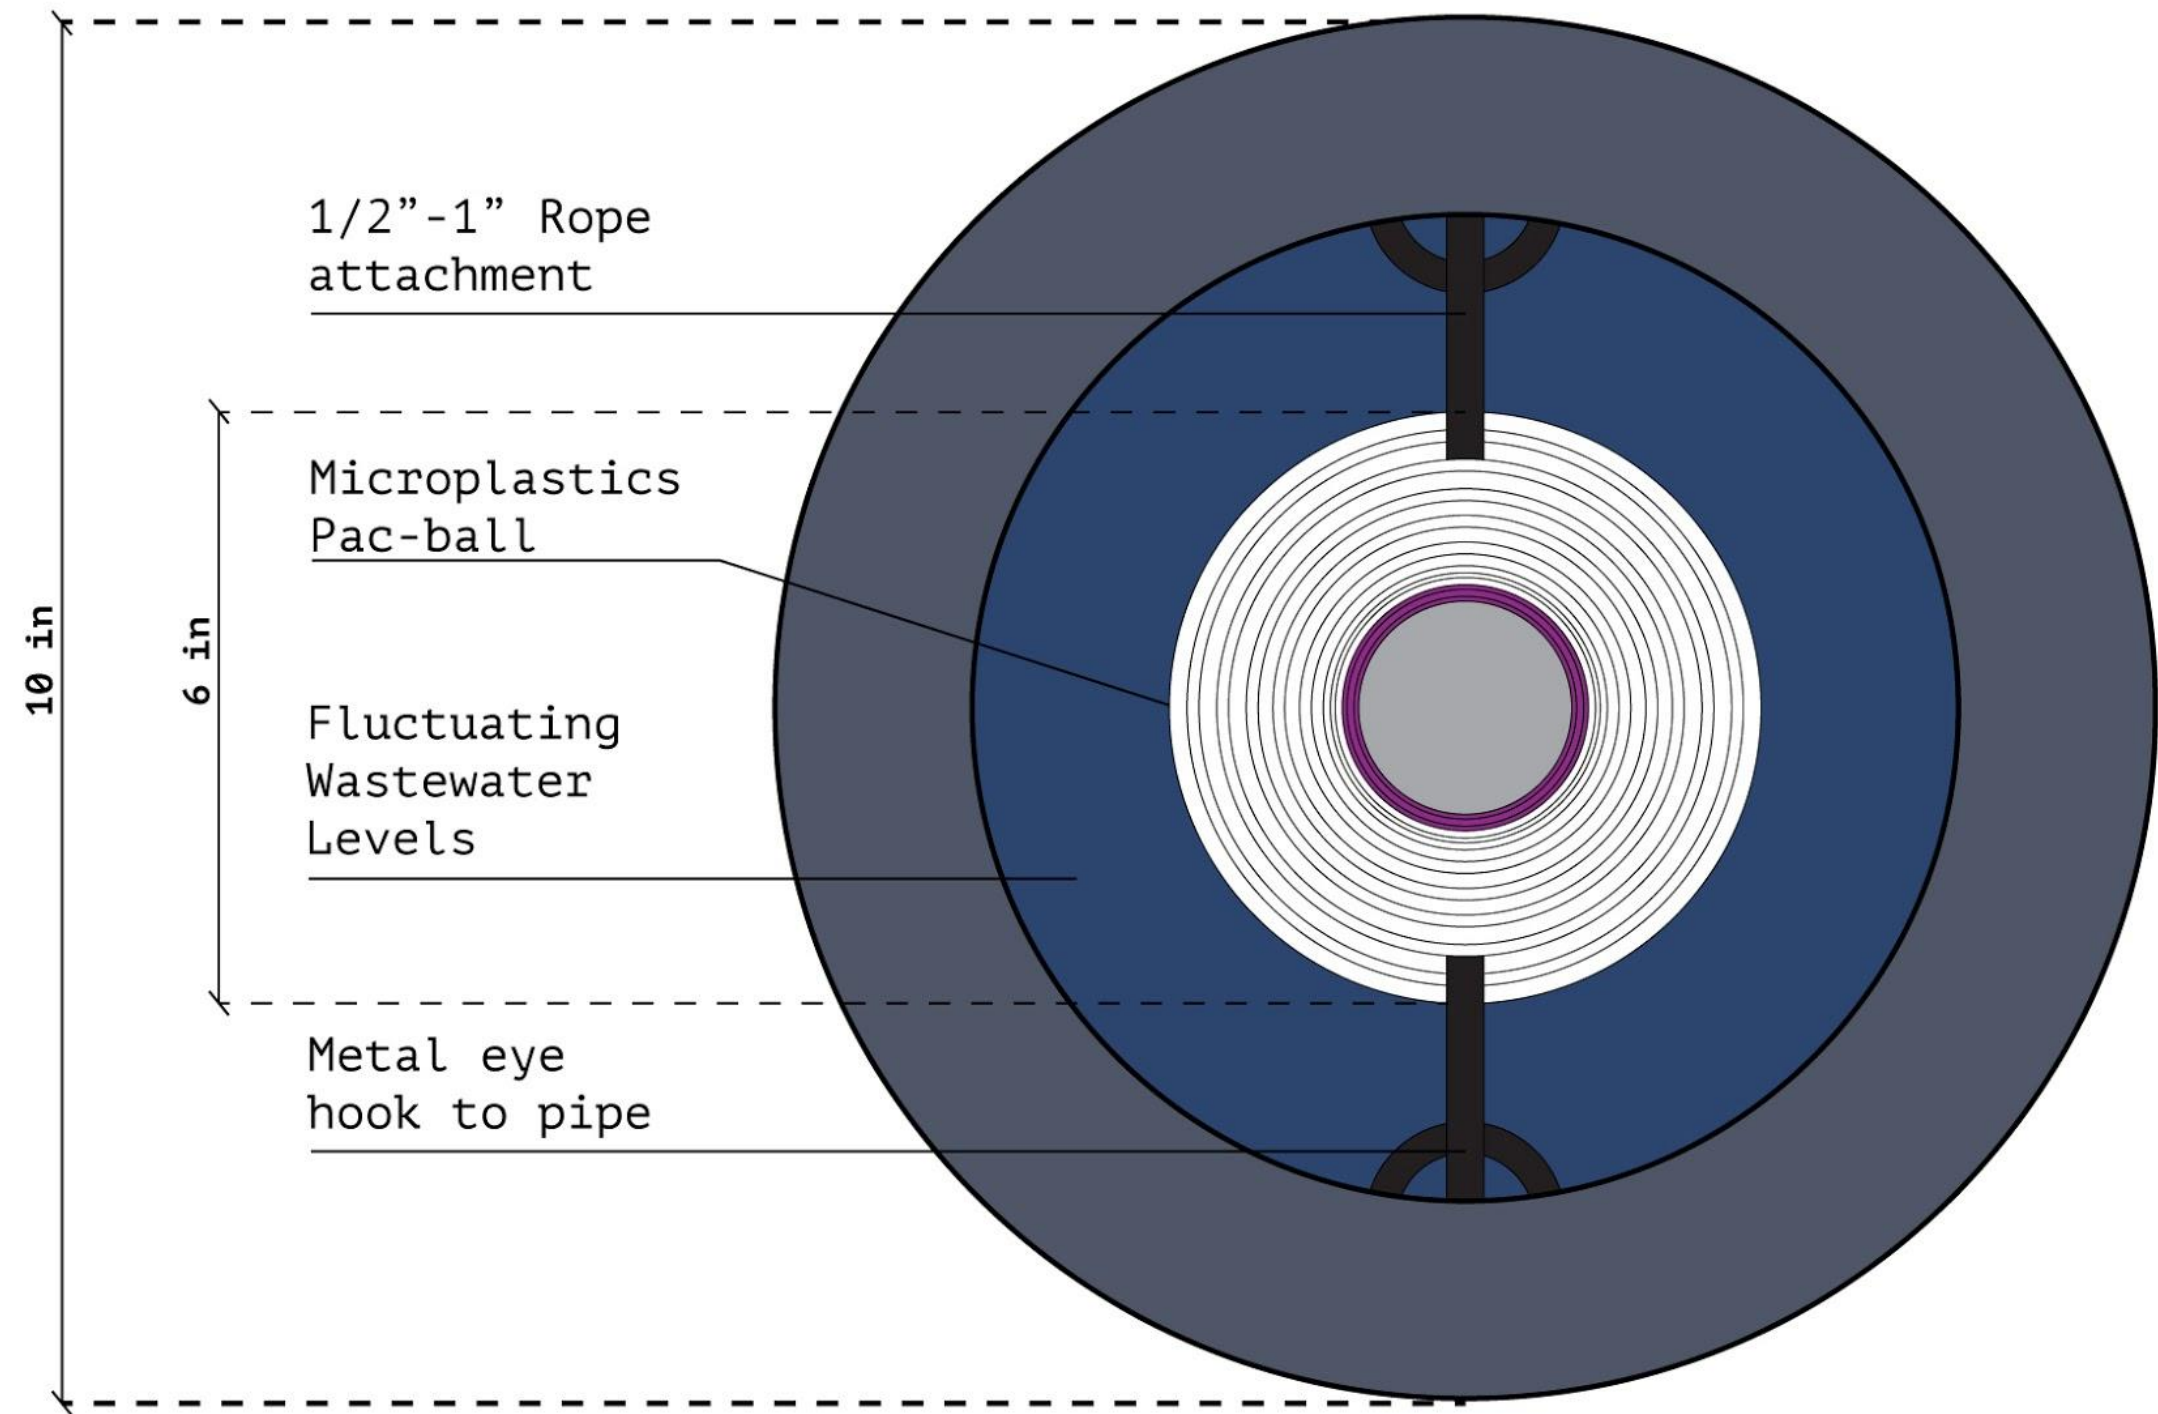 1/2”-1” Rope
attachment
Microplastics
Pac-ball
Fluctuating
Wastewater
Levels
Metal eye
hook to pipe
10 in
6 in